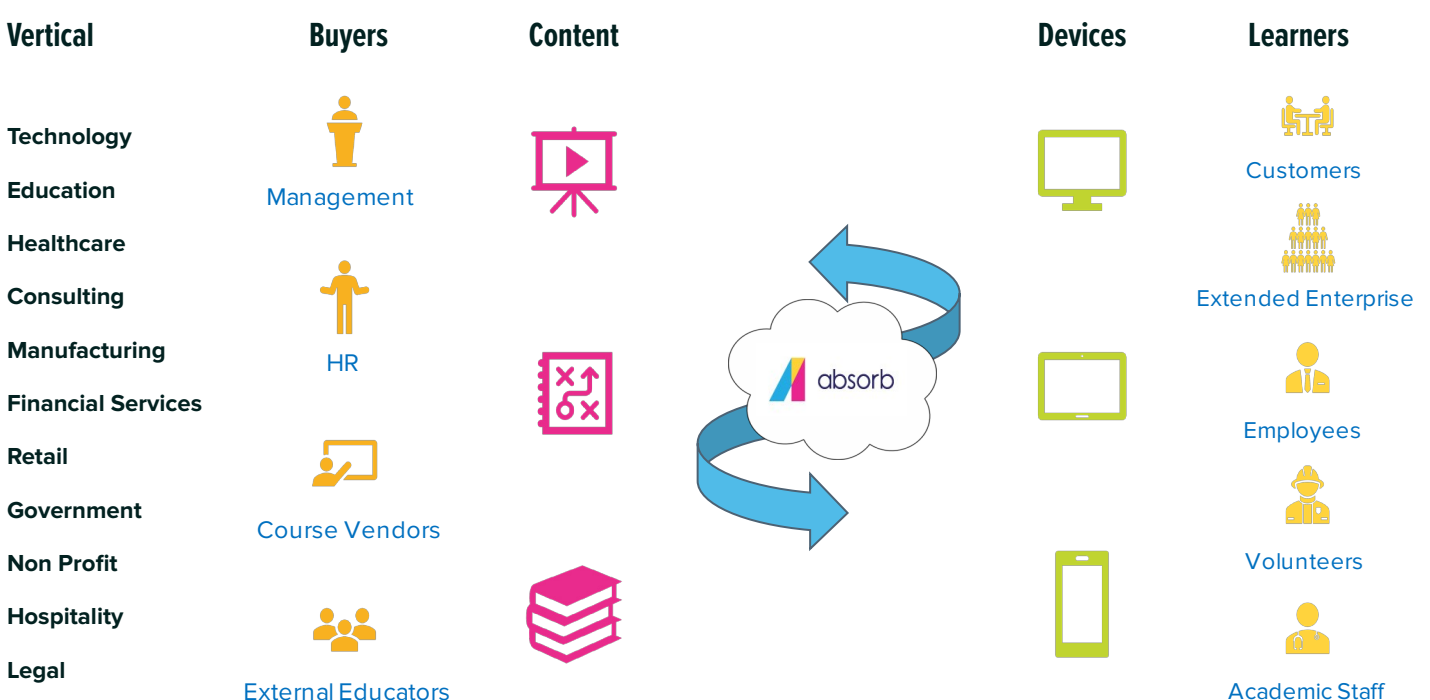 Vertical
Buyers
Content
Devices
Learners
Technology
Education
Healthcare
Consulting
Manufacturing
Financial Services
Retail
Government
Non Profit
Hospitality
Legal
Management
HR
Course Vendors
External Educators
absorb
Customers
Extended Enterprise
Employees
Volunteers
Academic Staff